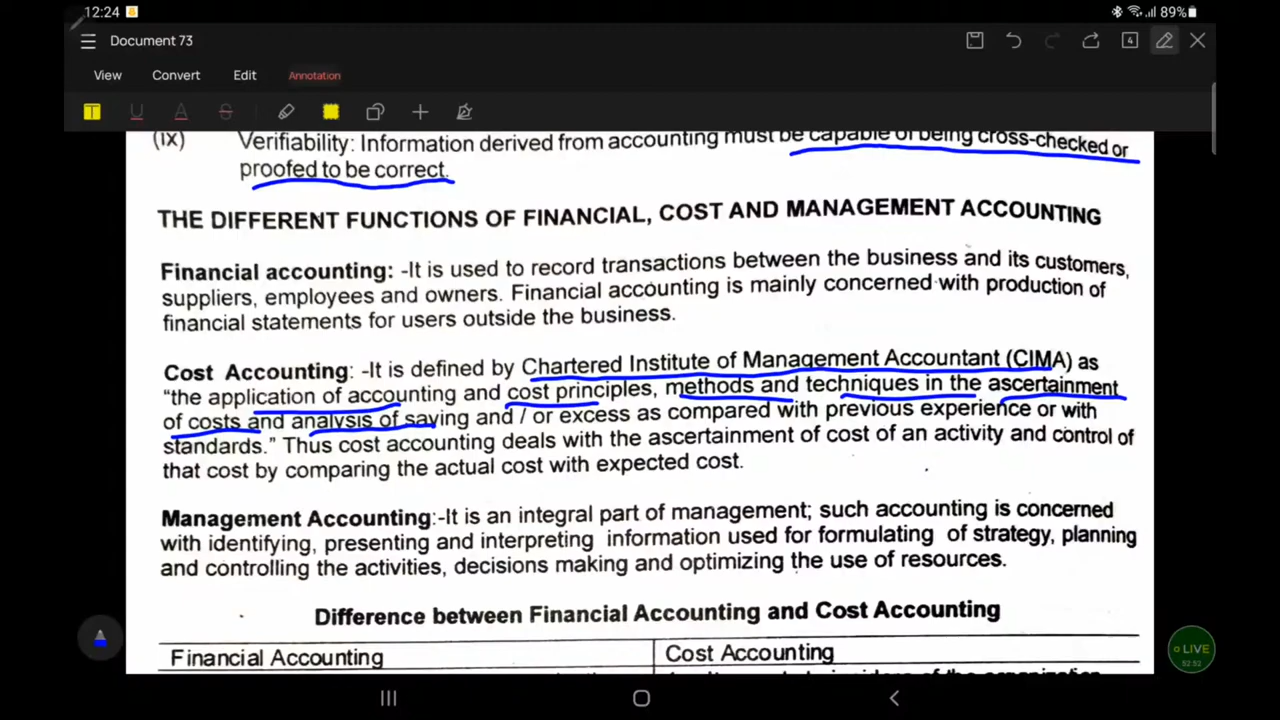 12:24
89%
Document 73
4
View Convert Edit Annotation
(ix) Verifiability: Information derived from accounting must be capable of being cross-checked or
proofed to be correct.
THE DIFFERENT FUNCTIONS OF FINANCIAL, COST AND MANAGEMENT ACCOUNTING
Financial accounting: -It is used to record transactions between the business and its customers,
suppliers, employees and owners. Financial accounting is mainly concerned with production of
financial statements for users outside the business.
Cost Accounting: -It is defined by Chartered Institute of Management Accountant (CIMA) as
“the application of accounting and cost principles, methods and techniques in the ascertainment
of costs and analysis of saving and / or excess as compared with previous experience or with
standards.” Thus cost accounting deals with the ascertainment of cost of an activity and control of
that cost by comparing the actual cost with expected cost.
Management Accounting:-It is an integral part of management; such accounting is concerned
with identifying, presenting and interpreting information used for formulating of strategy, planning
and controlling the activities, decisions making and optimizing the use of resources.
Difference between Financial Accounting and Cost Accounting
Financial Accounting Cost Accounting
LIVE
52:52